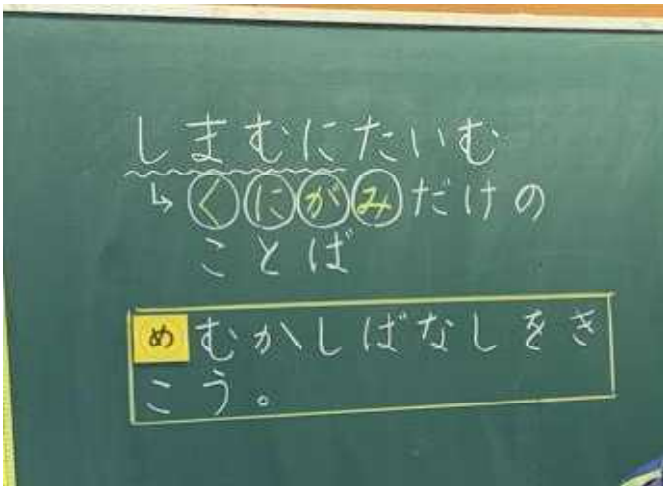 しまむにたいむ
↳くにがみだけの
ことば
め むかしばなしをき
こう。